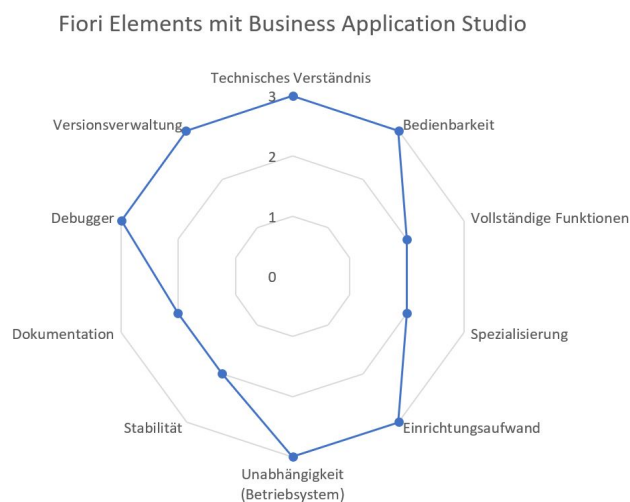 Fiori Elements mit Business Application Studio
Technisches Verständnis
3
Versionsverwaltung
Bedienbarkeit
2
Debugger
1
Vollständige Funktionen
0
Dokumentation
Spezialisierung
Stabilität
Einrichtungsaufwand
Unabhängigkeit
(Betriebsystem)